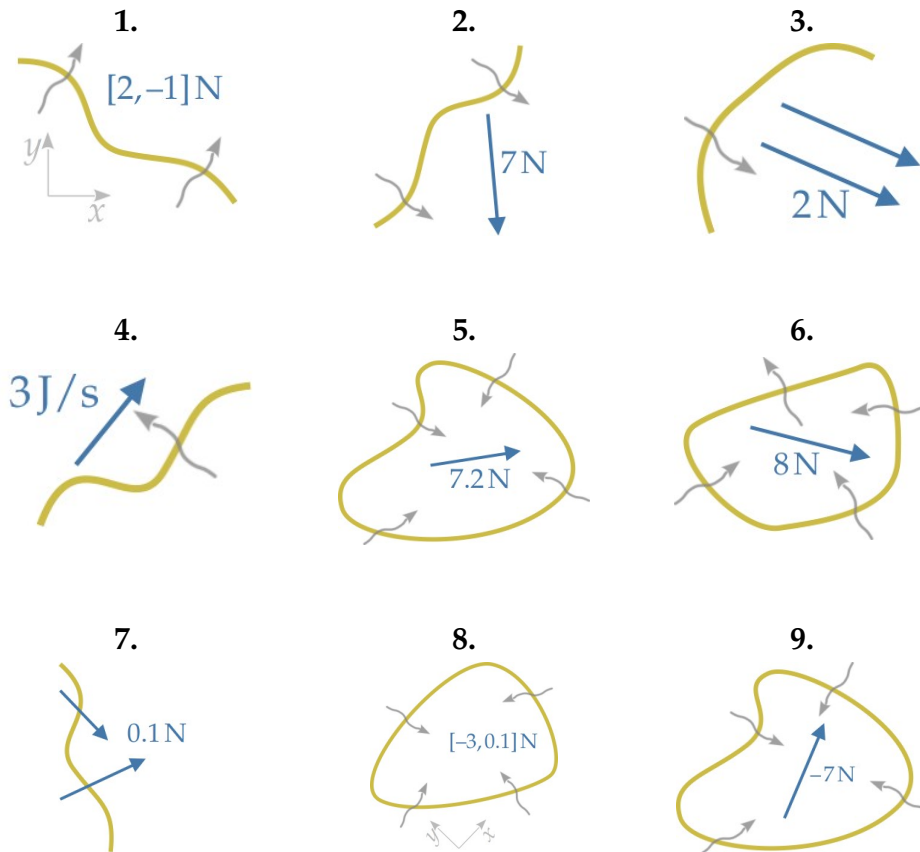 1.
2.
3.
[2,–1] N
y
x
7 N
2 N
4.
5.
6.
3 J/s
7.2 N
8 N
7.
8.
9.
0.1 N
[–3,0.1] N
–7 N
y
x